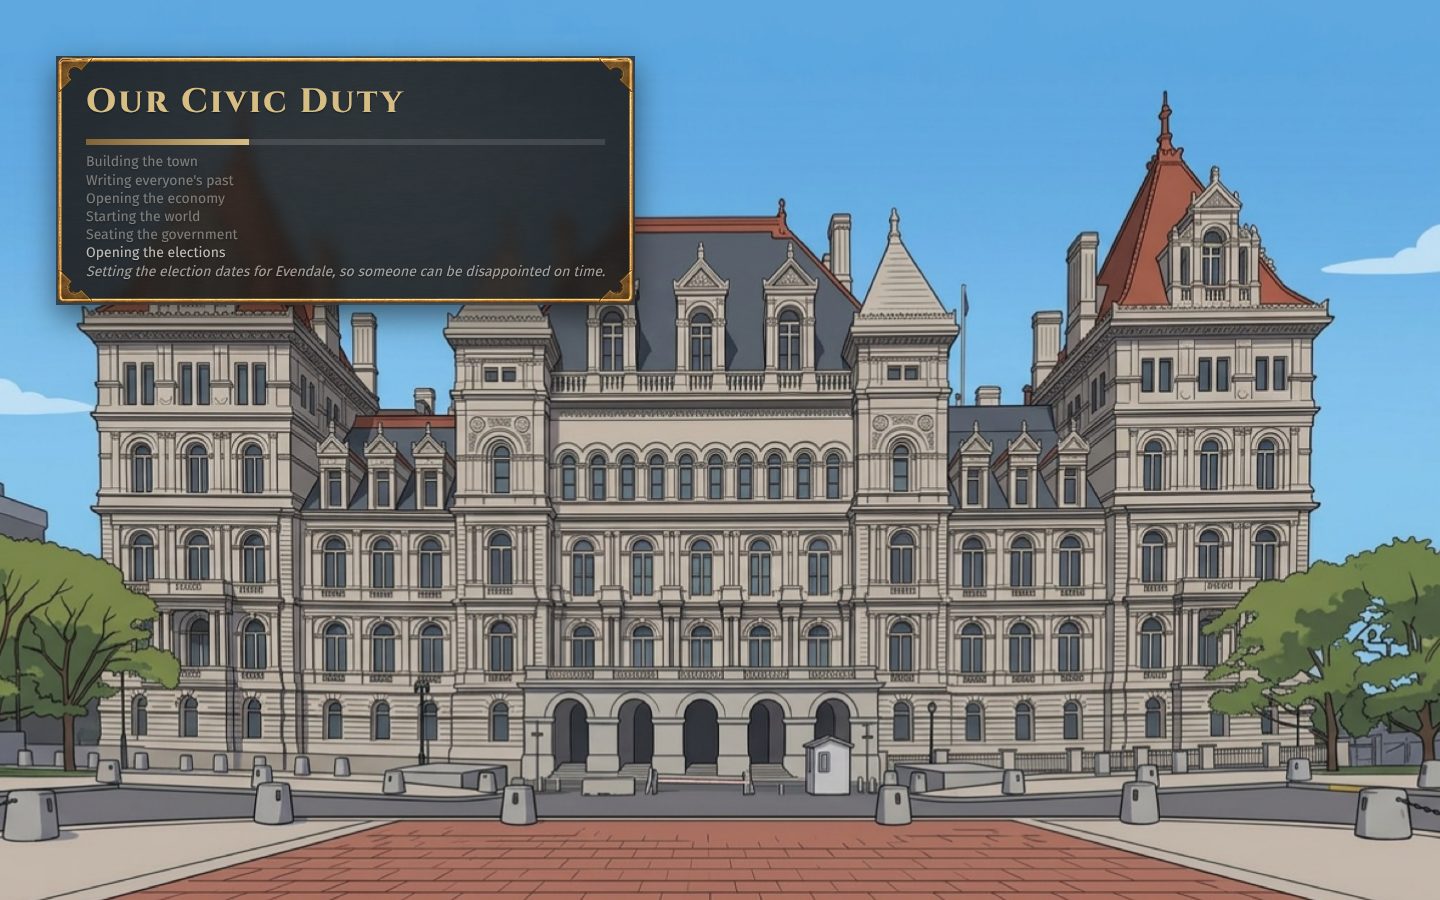 Our Civic Duty
Building the town
Writing everyone's past
Opening the economy
Starting the world
Seating the government
Opening the elections
Setting the election dates for Evendale, so someone can be disappointed on time.